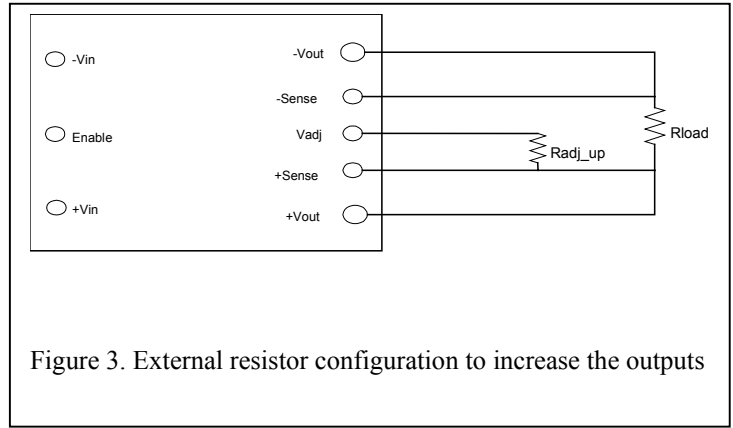 -Vout
-Vin
-Sense
Enable
Vadj
Rload
Radj_up
+Sense
+Vin
+Vout
Figure 3. External resistor configuration to increase the outputs